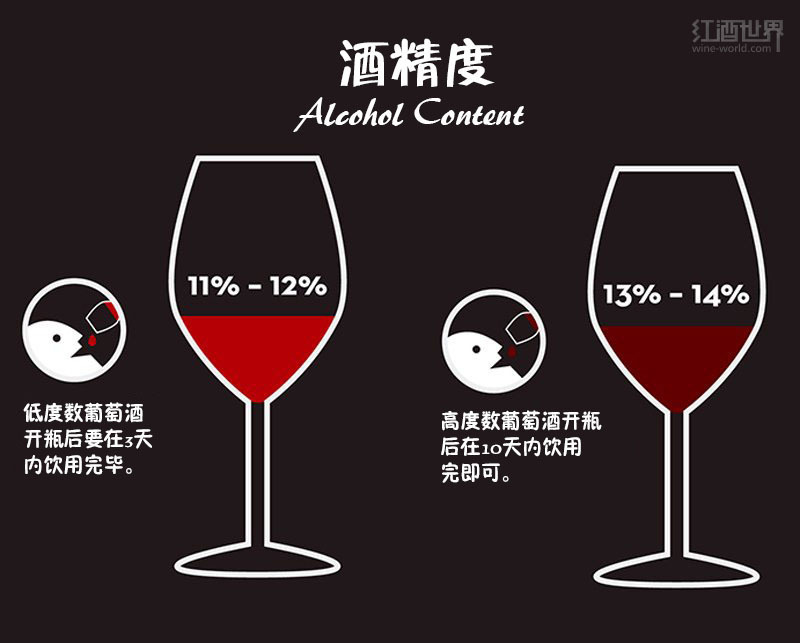 红酒世界
wine-world.com
酒精度
Alcohol Content
11% - 12%
13% - 14%
低度数葡萄酒
开瓶后要在3天
内饮用完毕。
高度数葡萄酒开瓶
后在10天内饮用
完即可。